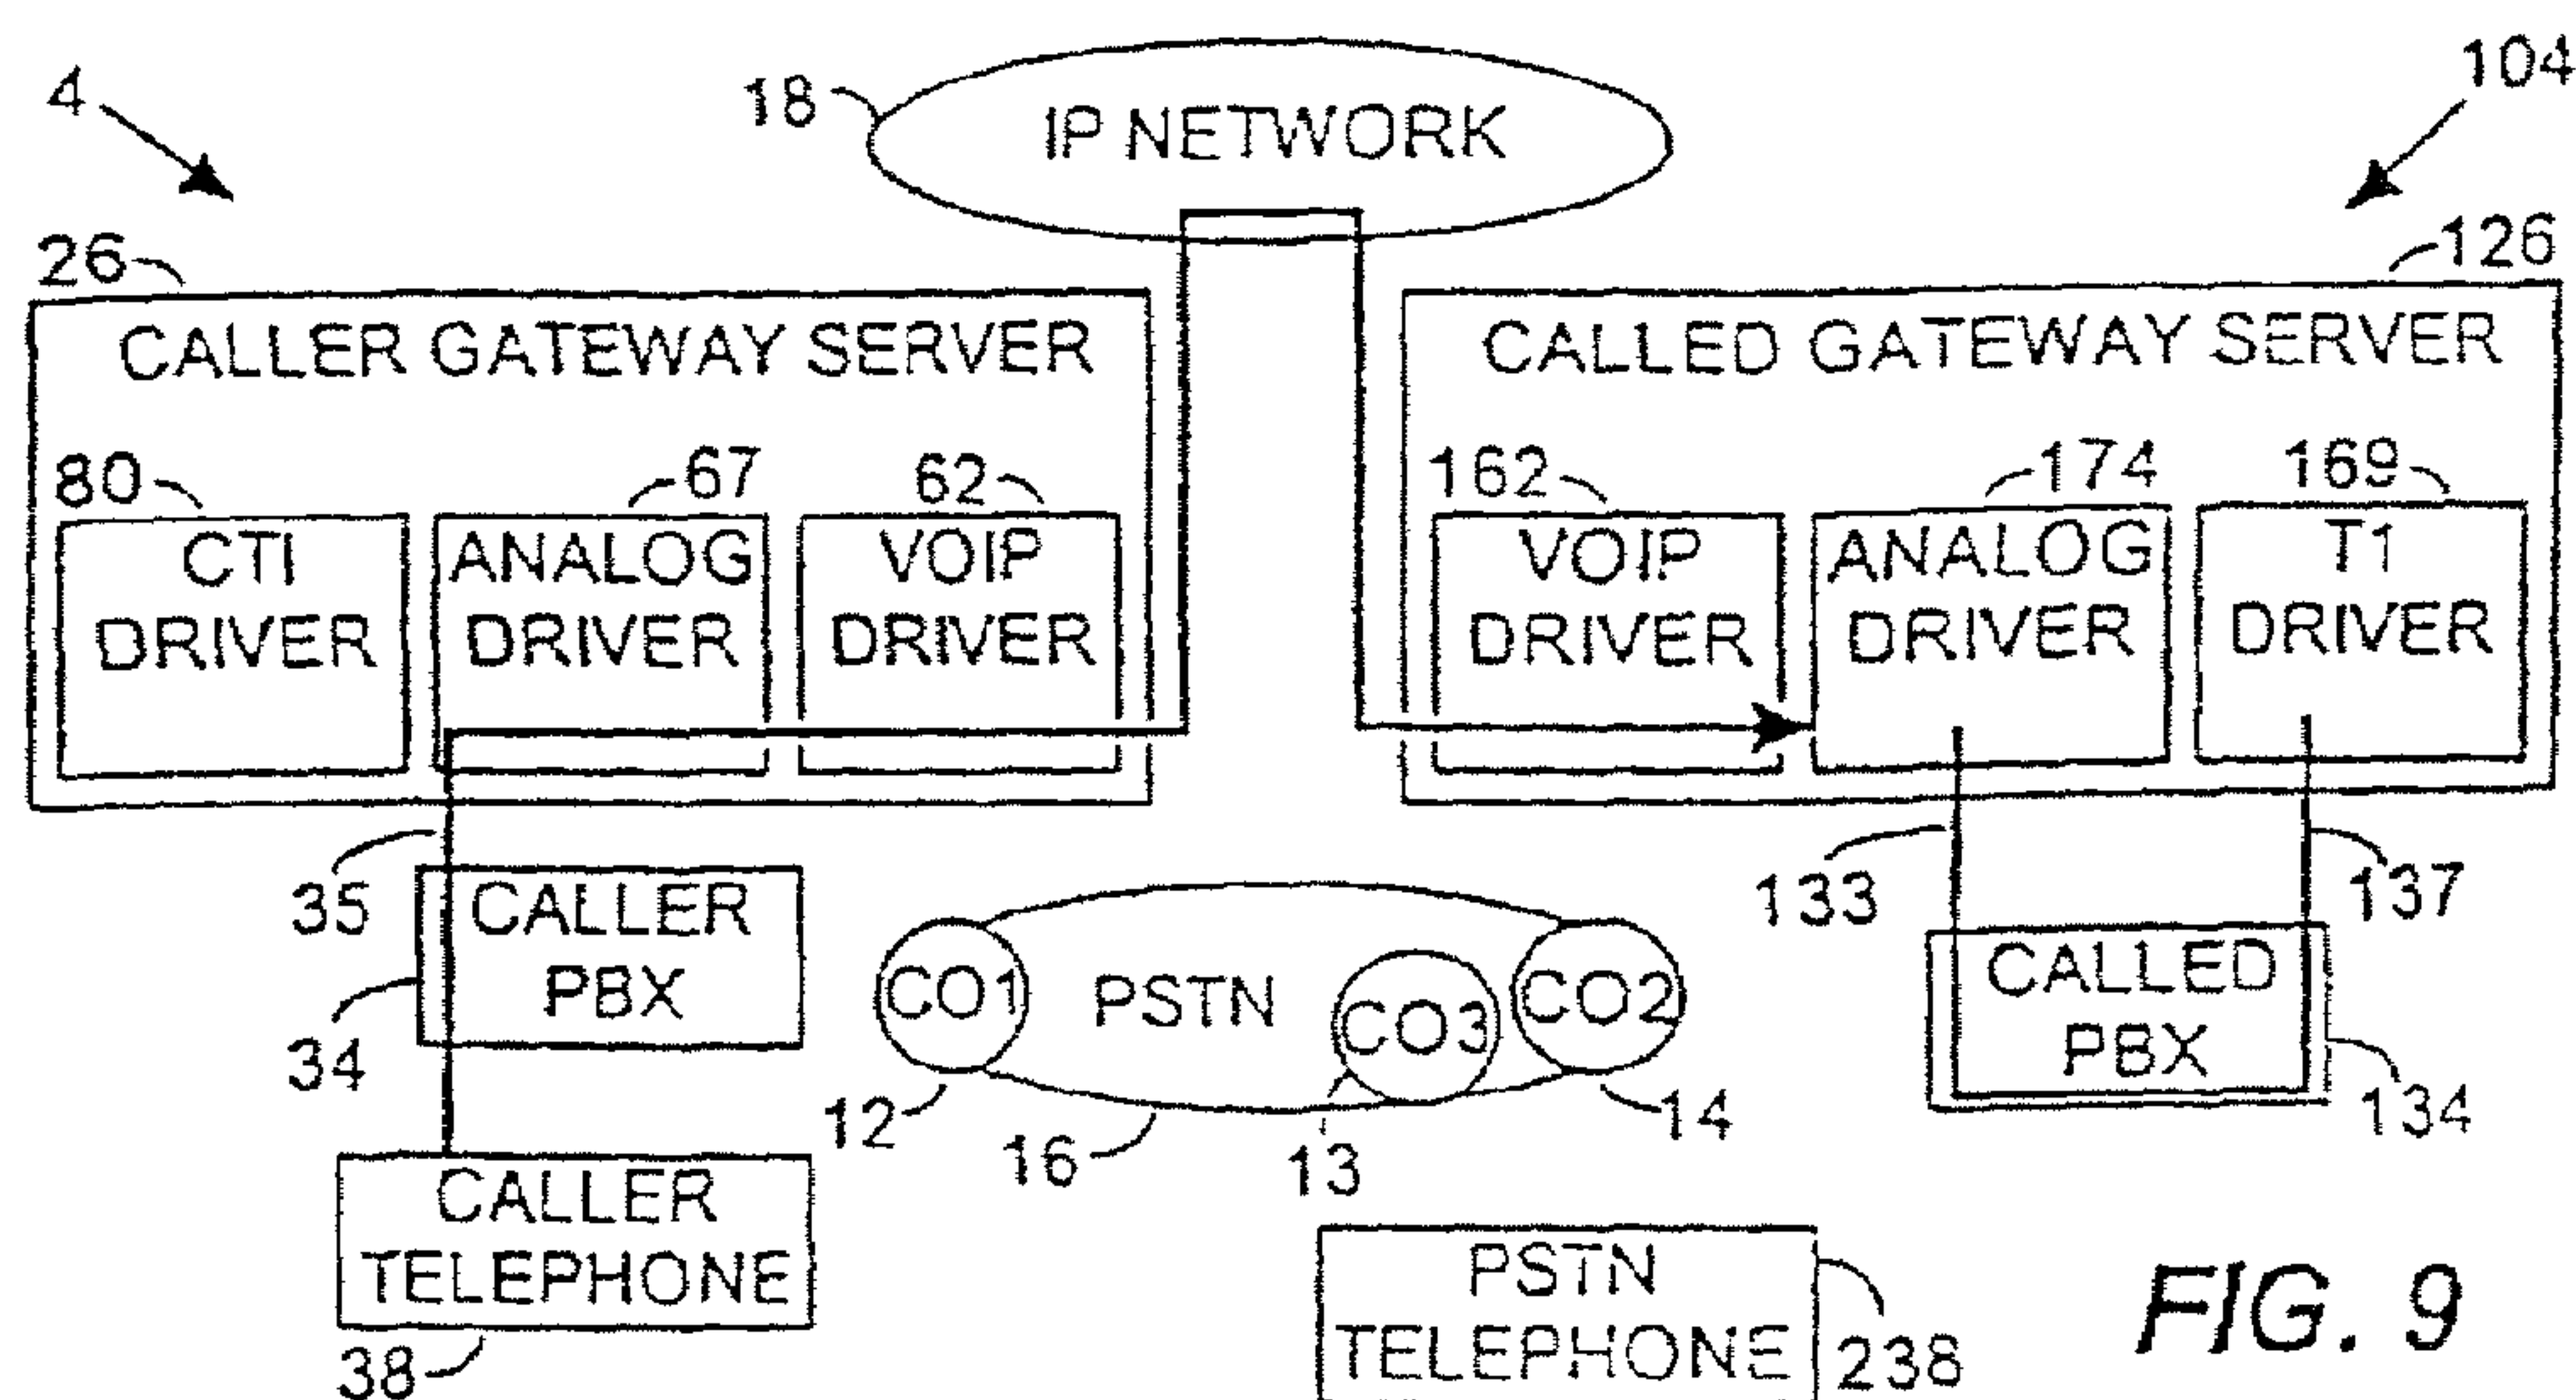 4
18
IP NETWORK
104
26
126
CALLER GATEWAY SERVER
CALLED GATEWAY SERVER
80
67
62
162
174
169
CTI
DRIVER
ANALOG
DRIVER
VOIP
DRIVER
VOIP
DRIVER
ANALOG
DRIVER
T1
DRIVER
35
133
137
CALLER
PBX
34
CO1
PSTN
CO3
CO2
CALLED
PBX
134
12
16
13
14
CALLER
TELEPHONE
38
PSTN
TELEPHONE
238
FIG. 9